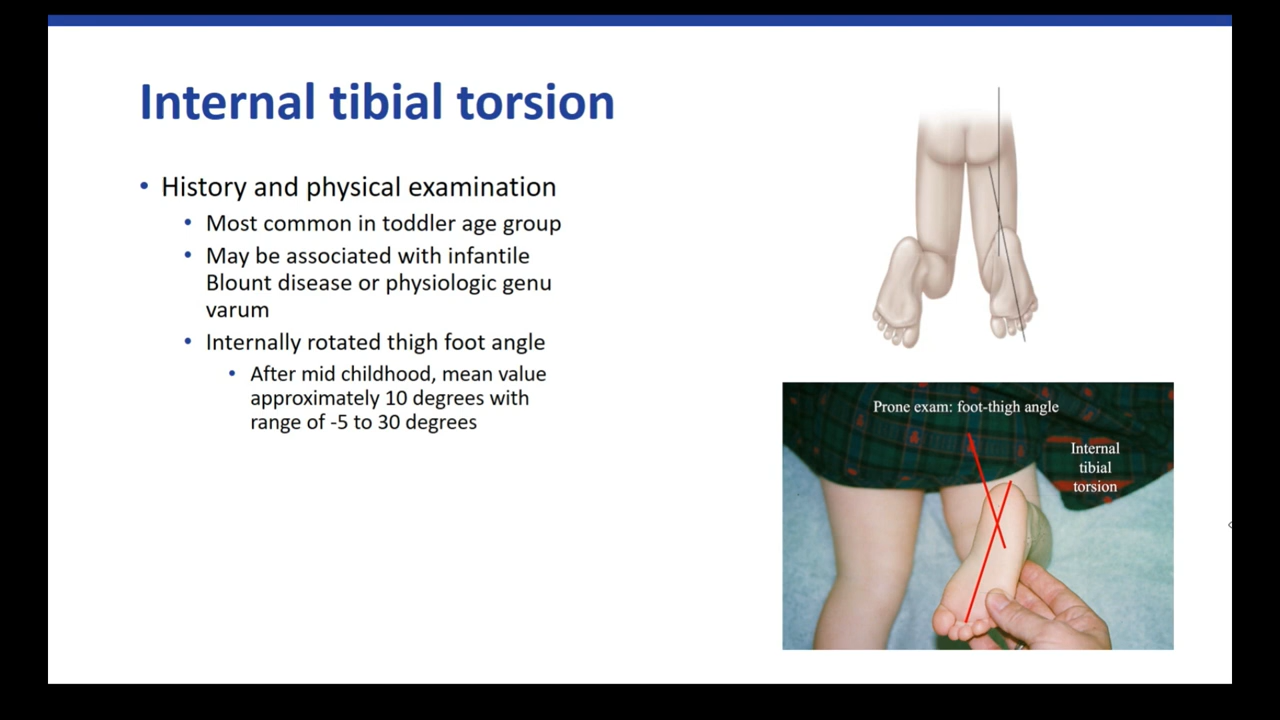 Internal tibial torsion
• History and physical examination
• Most common in toddler age group
• May be associated with infantile
Blount disease or physiologic genu
varum
• Internally rotated thigh foot angle
• After mid childhood, mean value
approximately 10 degrees with
range of -5 to 30 degrees
Prone exam: foot-thigh angle
Internal
tibial
torsion